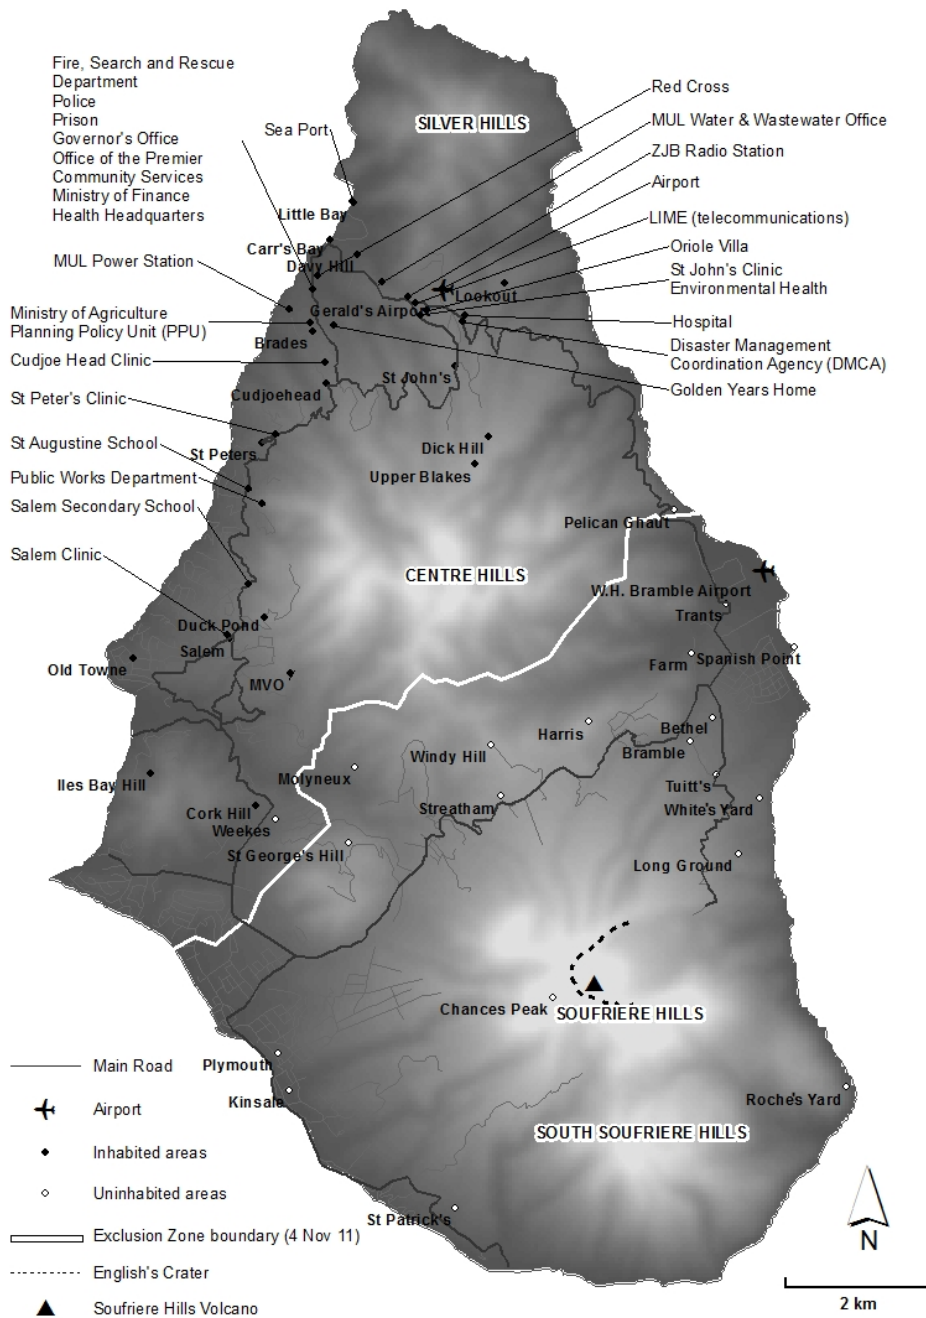 Fire, Search and Rescue
Department
Police
Prison
Governor's Office
Office of the Premier
Community Services
Ministry of Finance
Health Headquarters
Sea Port
SILVER HILLS
Red Cross
MUL Water & Wastewater Office
ZJB Radio Station
Airport
LIME (telecommunications)
Oriole Villa
St John's Clinic
Environmental Health
Hospital
Disaster Management
Coordination Agency (DMCA)
Golden Years Home
Little Bay
Carr's Bay
Davy Hill
MUL Power Station
Lookout
Gerald's Airport
Ministry of Agriculture
Planning Policy Unit (PPU)
Brades
Cudjoe Head Clinic
St John's
Cudjoehead
St Peter's Clinic
St Augustine School
St Peters
Dick Hill
Upper Blakes
Public Works Department
Salem Secondary School
Pelican Ghaut
Salem Clinic
CENTRE HILLS
W.H. Bramble Airport
Trants
Duck Pond
Salem
Old Towne
MVO
Farm
Spanish Point
Harris
Bethel
Bramble
Windy Hill
Molyneux
Iles Bay Hill
Tuitt's
White's Yard
Streatham
Cork Hill
Weekes
St George's Hill
Long Ground
Chances Peak
SOUFRIERE HILLS
Plymouth
Kinsale
Roche's Yard
SOUTH SOUFRIERE HILLS
St Patrick's
Main Road
Airport
Inhabited areas
Uninhabited areas
Exclusion Zone boundary (4 Nov 11)
English's Crater
Soufriere Hills Volcano
N
2 km